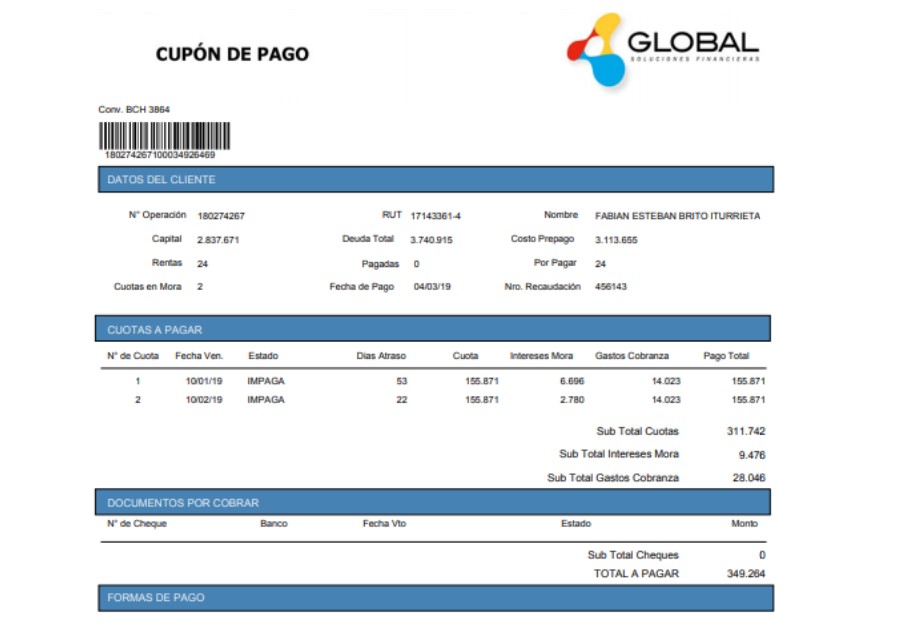 CUPÓN DE PAGO
GLOBAL
SOLUCIONES FINANCIERAS
Conv. BCH 3864
180274267100034926469
DATOS DEL CLIENTE
N° Operación 180274267 RUT 17143361-4 Nombre FABIAN ESTEBAN BRITO ITURRIETA
Capital 2.837.671 Deuda Total 3.740.915 Costo Prepago 3.113.655
Rentas 24 Pagadas 0 Por Pagar 24
Cuotas en Mora 2 Fecha de Pago 04/03/19 Nro. Recaudación 456143
CUOTAS A PAGAR
N° de Cuota Fecha Ven. Estado Dias Atraso Cuota Intereses Mora Gastos Cobranza Pago Total
1 10/01/19 IMPAGA 53 155.871 6.696 14.023 155.871
2 10/02/19 IMPAGA 22 155.871 2.780 14.023 155.871
Sub Total Cuotas 311.742
Sub Total Intereses Mora 9.476
Sub Total Gastos Cobranza 28.046
DOCUMENTOS POR COBRAR
N° de Cheque Banco Fecha Vto Estado Monto
Sub Total Cheques 0
TOTAL A PAGAR 349.264
FORMAS DE PAGO